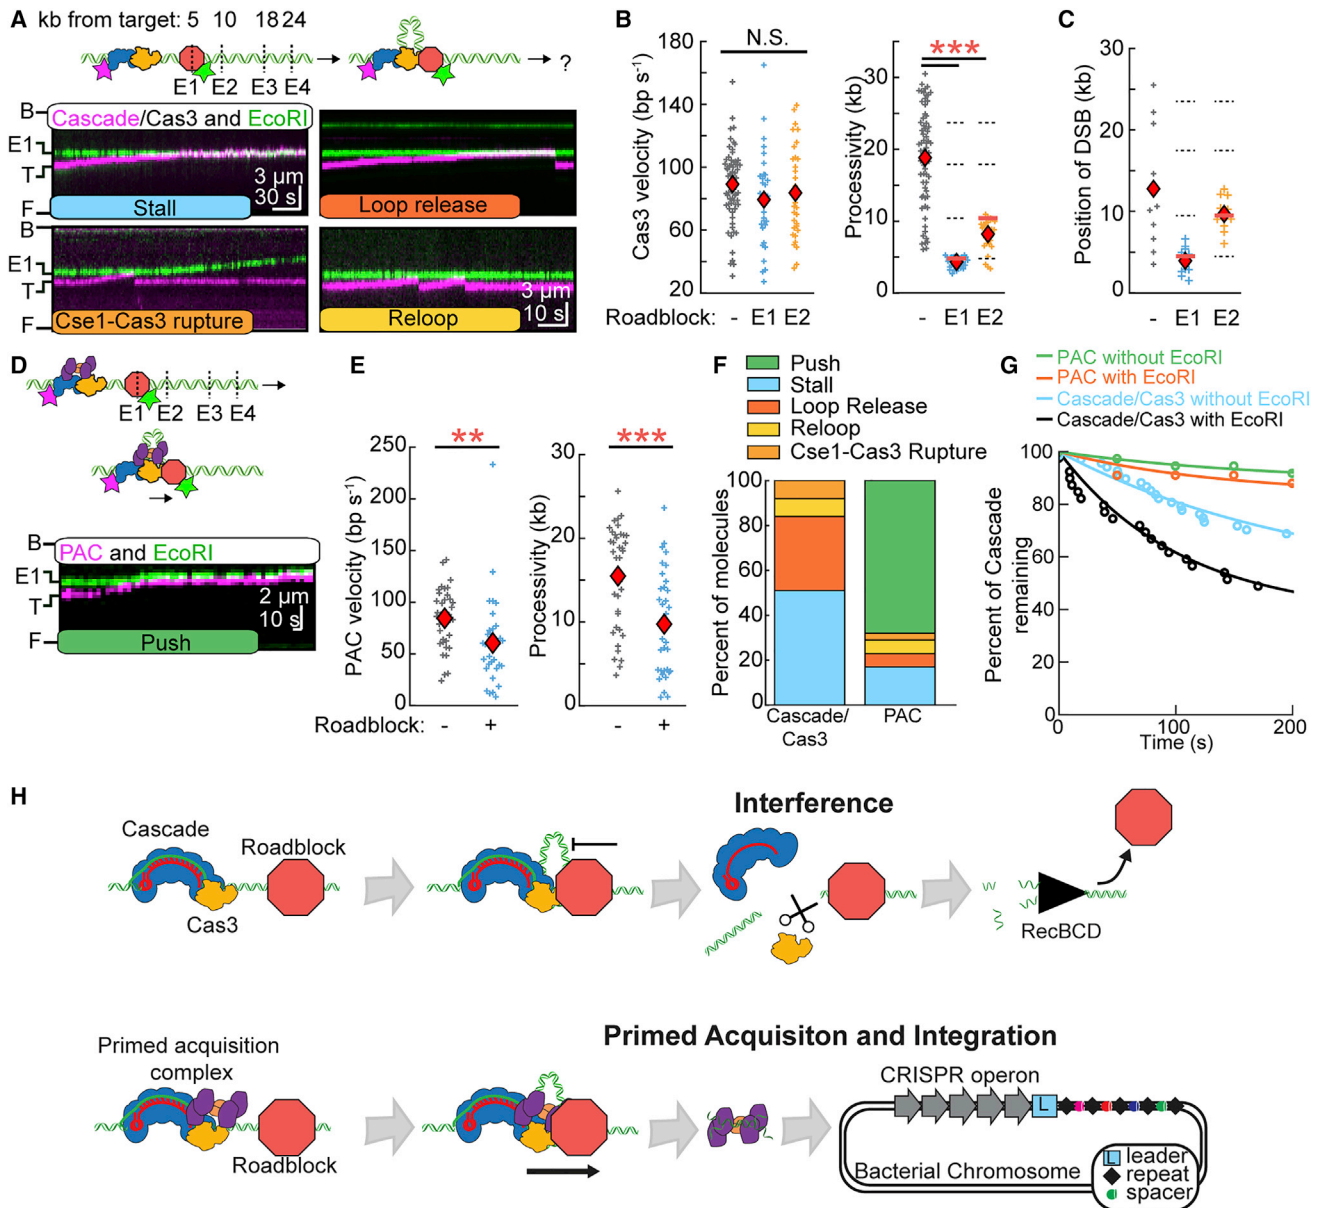 A
kb from target: 5 10 18 24
E1 E2 E3 E4
?
B
E1
T
F
Cascade/Cas3 and EcoRI
3 μm
30 s
Stall
Loop release
B
E1
T
F
Cse1-Cas3 rupture
3 μm
10 s
Reloop
B
Cas3 velocity (bp s⁻¹)
180
140
100
60
20
N.S.
Processivity (kb)
30
20
10
0
***
Roadblock: - E1 E2 - E1 E2
C
Position of DSB (kb)
40
30
20
10
0
- E1 E2
D
E1 E2 E3 E4
B
E1
T
F
PAC and EcoRI
2 μm
10 s
Push
E
PAC velocity (bp s⁻¹)
250
200
150
100
50
0
**
Processivity (kb)
30
20
10
0
***
Roadblock: - + - +
F
Push
Stall
Loop Release
Reloop
Cse1-Cas3 Rupture
Percent of molecules
100
80
60
40
20
0
Cascade/
Cas3
PAC
G
PAC without EcoRI
PAC with EcoRI
Cascade/Cas3 without EcoRI
Cascade/Cas3 with EcoRI
Percent of Cascade
remaining
100
80
60
40
20
0
0 100 200
Time (s)
H
Interference
Cascade
Roadblock
Cas3
RecBCD
Primed Acquisiton and Integration
Primed acquisition
complex
Roadblock
CRISPR operon
L
Bacterial Chromosome
L leader
repeat
spacer